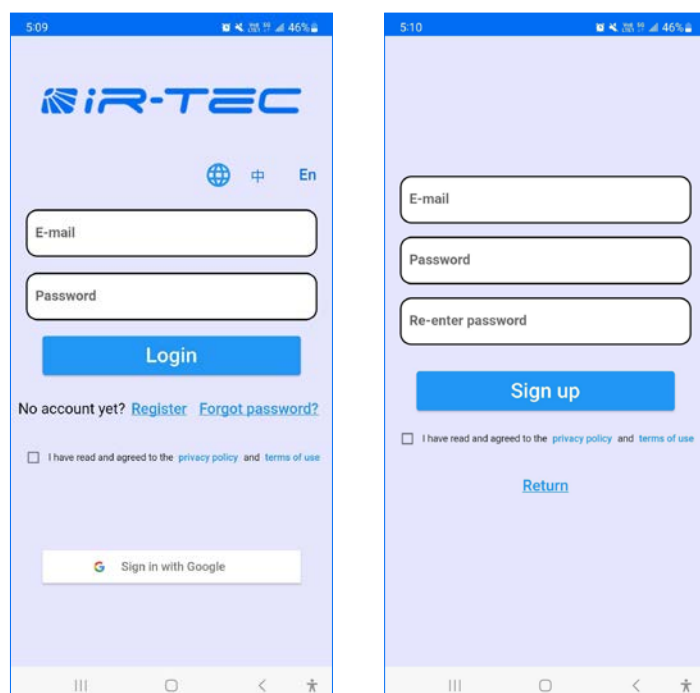 5:09 46%
iR-TEC
中 En
E-mail
Password
Login
No account yet? Register Forgot password?
I have read and agreed to the privacy policy and terms of use
Sign in with Google
5:10 46%
E-mail
Password
Re-enter password
Sign up
I have read and agreed to the privacy policy and terms of use
Return